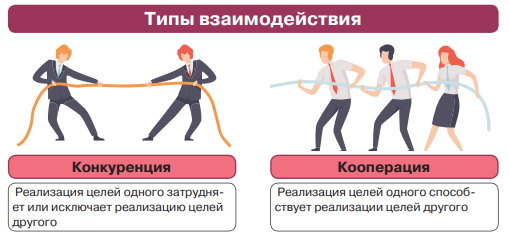 Типы взаимодействия
Конкуренция
Реализация целей одного затрудня-
ет или исключает реализацию целей
другого
Кооперация
Реализация целей одного способ-
ствует реализации целей другого